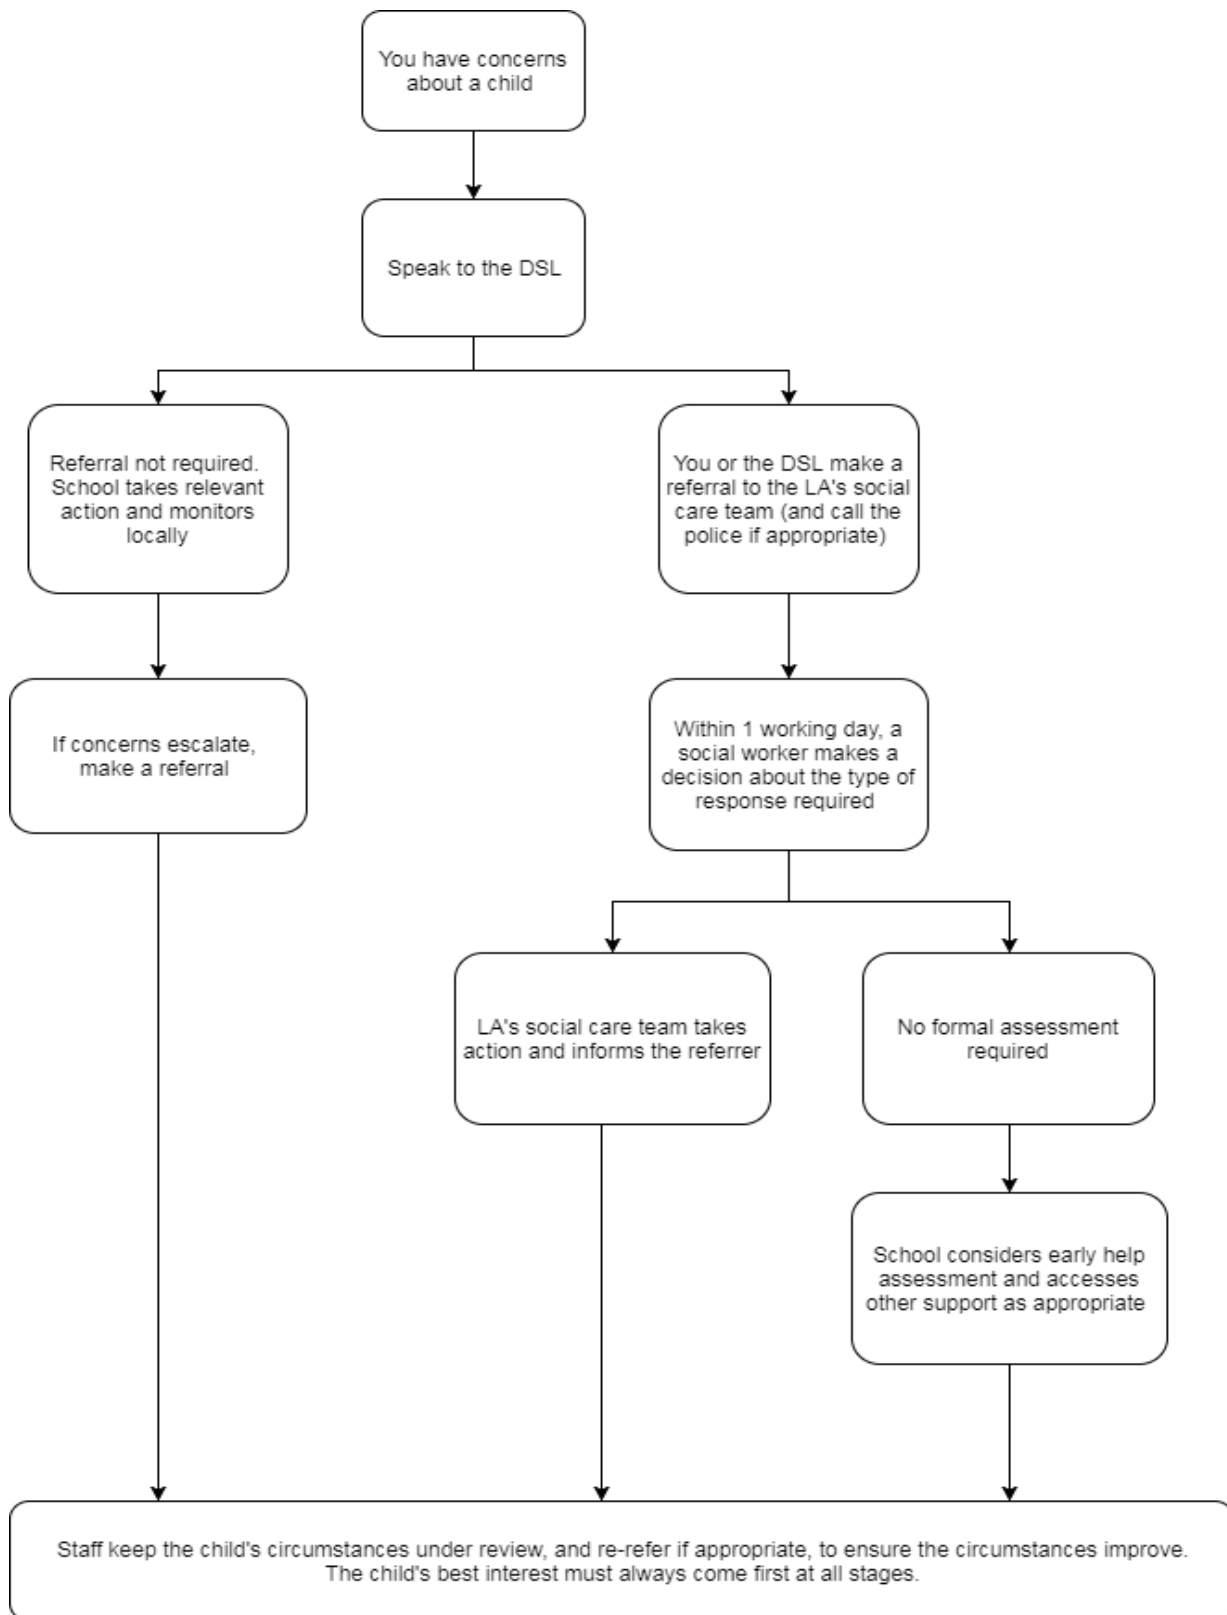 You have concerns
about a child
Speak to the DSL
Referral not required.
School takes relevant
action and monitors
locally
You or the DSL make a
referral to the LA's social
care team (and call the
police if appropriate)
If concerns escalate,
make a referral
Within 1 working day, a
social worker makes a
decision about the type of
response required
LA's social care team takes
action and informs the referrer
No formal assessment
required
School considers early help
assessment and accesses
other support as appropriate
Staff keep the child's circumstances under review, and re-refer if appropriate, to ensure the circumstances improve.
The child's best interest must always come first at all stages.